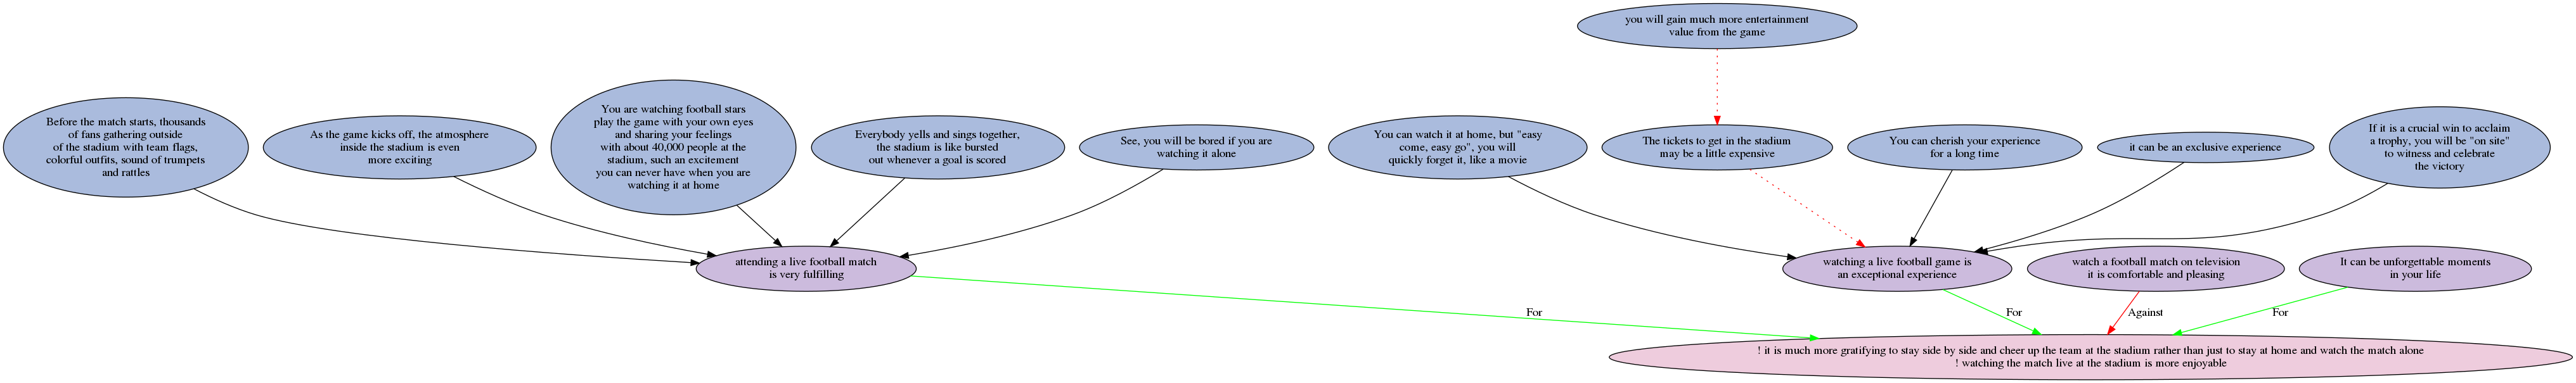 you will gain much more entertainment
value from the game
Before the match starts, thousands
of fans gathering outside
of the stadium with team flags,
colorful outfits, sound of trumpets
and rattles
As the game kicks off, the atmosphere
inside the stadium is even
more exciting
You are watching football stars
play the game with your own eyes
and sharing your feelings
with about 40,000 people at the
stadium, such an excitement
you can never have when you are
watching it at home
Everybody yells and sings together,
the stadium is like bursted
out whenever a goal is scored
See, you will be bored if you are
watching it alone
You can watch it at home, but "easy
come, easy go", you will
quickly forget it, like a movie
The tickets to get in the stadium
may be a little expensive
You can cherish your experience
for a long time
it can be an exclusive experience
If it is a crucial win to acclaim
a trophy, you will be "on site"
to witness and celebrate
the victory
attending a live football match
is very fulfilling
watching a live football game is
an exceptional experience
watch a football match on television
it is comfortable and pleasing
It can be unforgettable moments
in your life
For
For
Against
For
! it is much more gratifying to stay side by side and cheer up the team at the stadium rather than just to stay at home and watch the match alone
! watching the match live at the stadium is more enjoyable